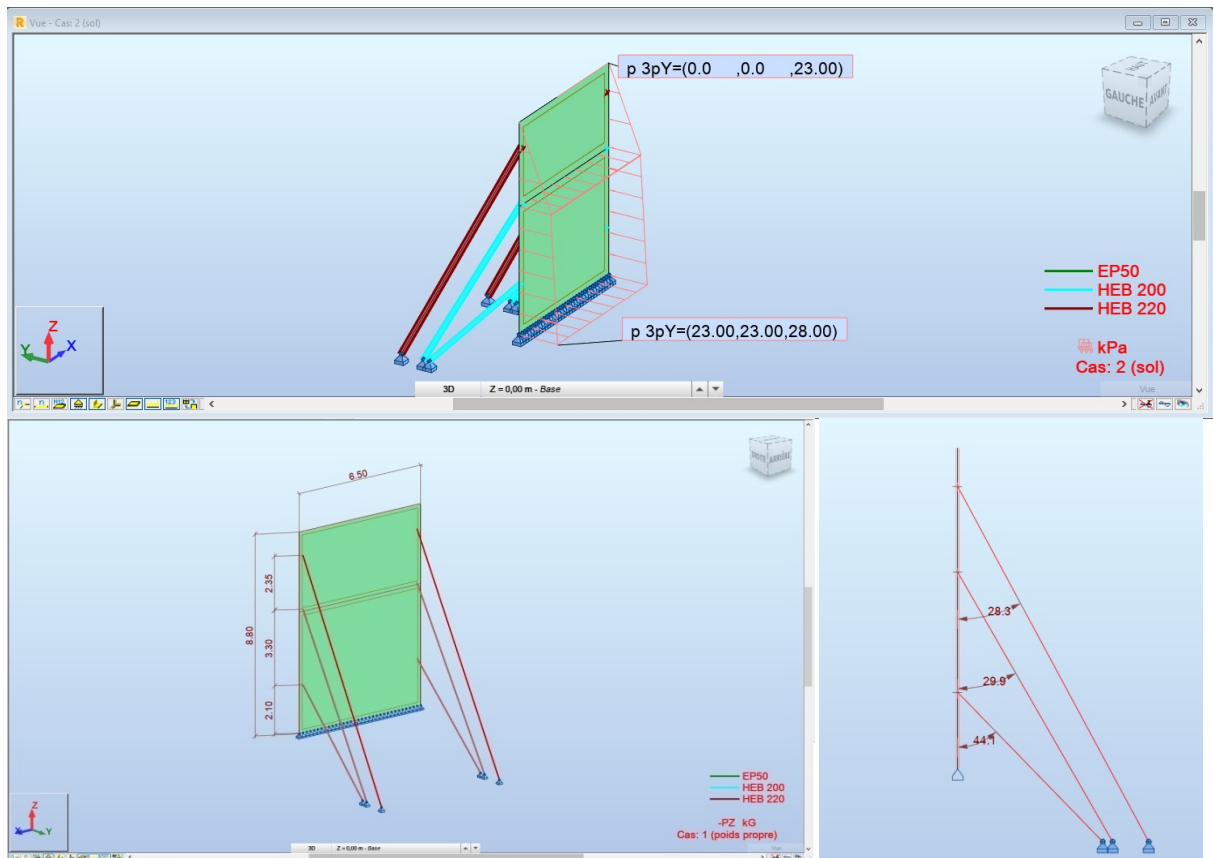 Vue - Cas: 2 (sol)
p 3pY=(0.0 ,0.0 ,23.00)
GAUCHE
AVANT
p 3pY=(23.00,23.00,28.00)
EP50
HEB 200
HEB 220
kPa
Cas: 2 (sol)
Z
Y
X
3D Z = 0,00 m - Base
Vue
6.50
8.80
2.35
3.30
2.10
ARRIÈRE
EP50
HEB 200
HEB 220
-PZ kG
Cas: 1 (poids propre)
Z
X
Y
3D Z = 0,00 m - Base
Vue
28.3
29.9
44.1